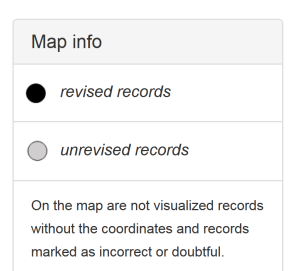 Map info
revised records
unrevised records
On the map are not visualized records
without the coordinates and records
marked as incorrect or doubtful.